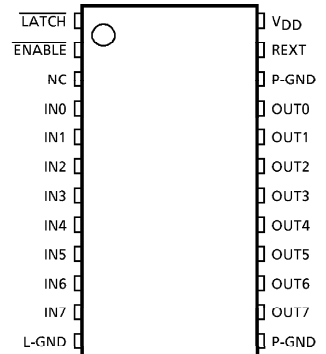 LATCH VDD
ENABLE REXT
NC P-GND
IN0 OUT0
IN1 OUT1
IN2 OUT2
IN3 OUT3
IN4 OUT4
IN5 OUT5
IN6 OUT6
IN7 OUT7
L-GND P-GND